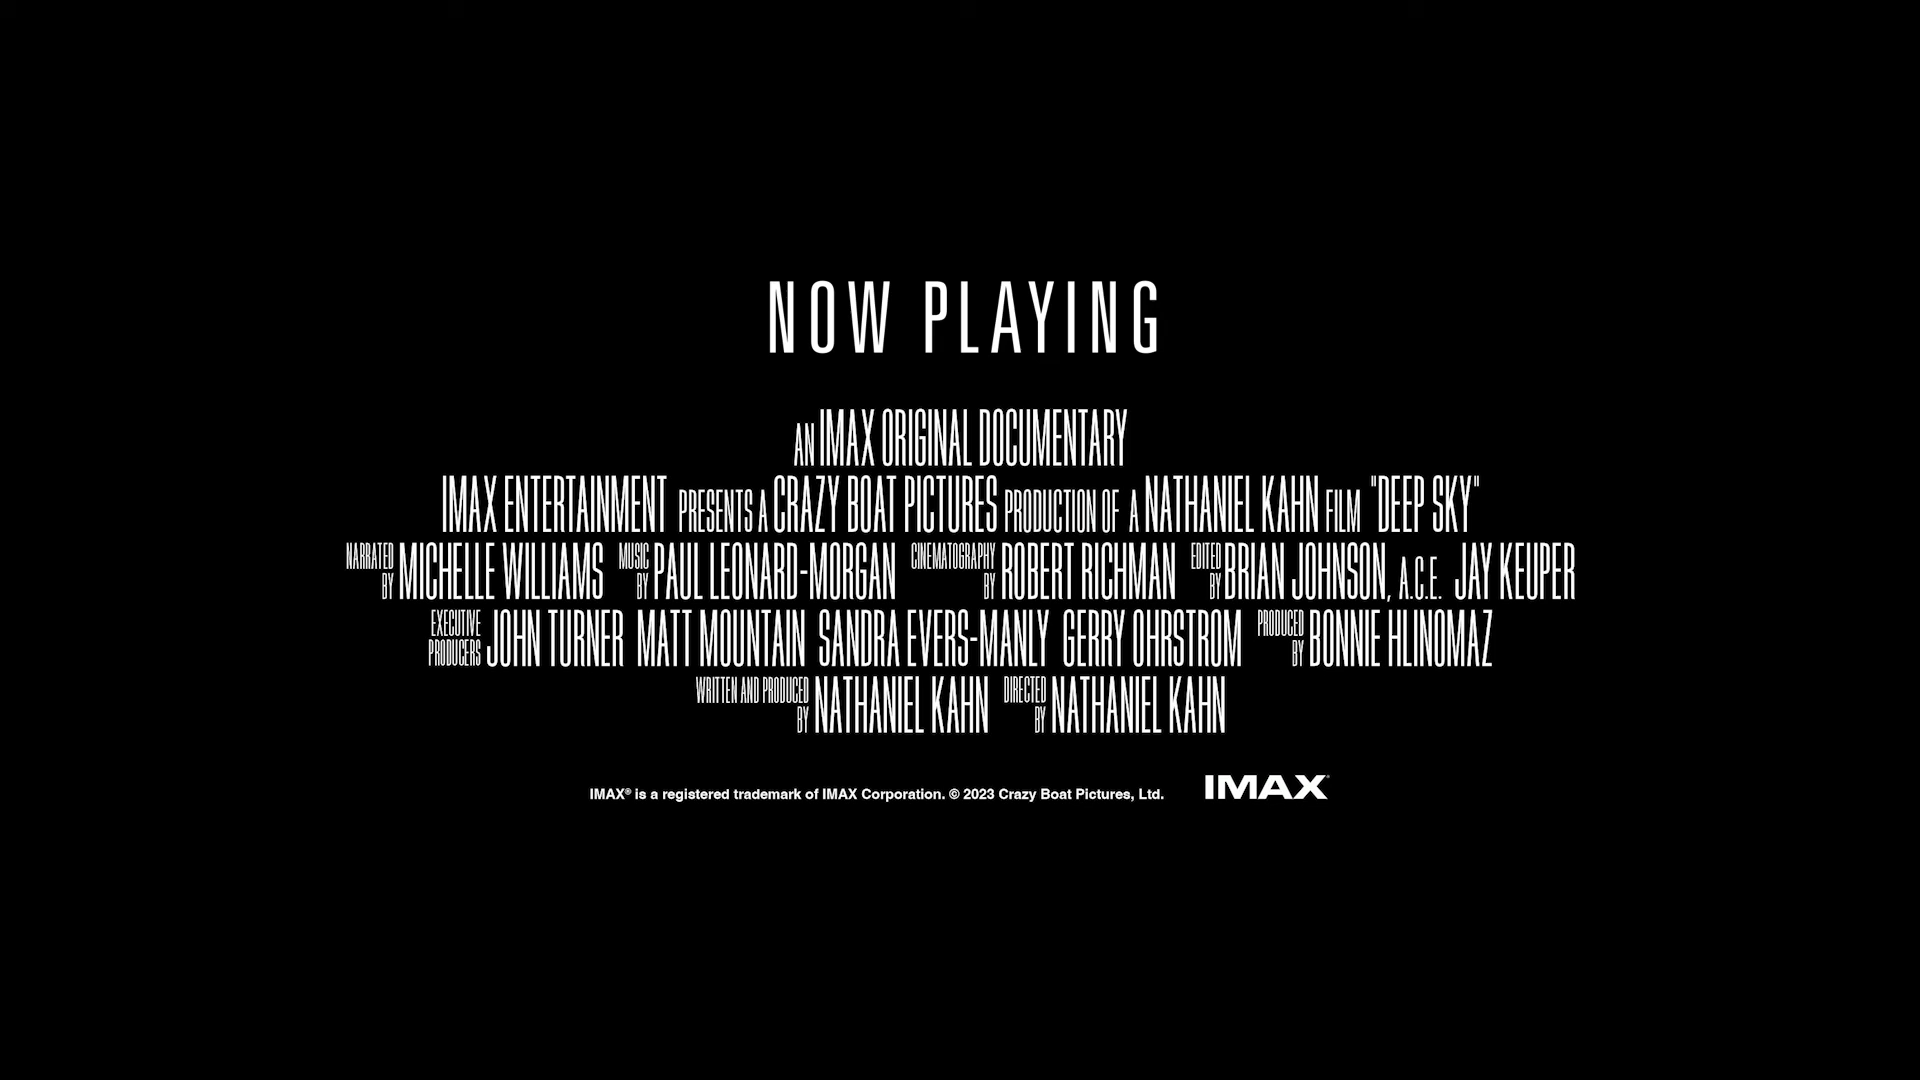 NOW PLAYING
AN IMAX ORIGINAL DOCUMENTARY
IMAX ENTERTAINMENT PRESENTS A CRAZY BOAT PICTURES PRODUCTION OF A NATHANIEL KAHN FILM "DEEP SKY"
NARRATED BY MICHELLE WILLIAMS MUSIC BY PAUL LEONARD-MORGAN CINEMATOGRAPHY BY ROBERT RICHMAN EDITED BY BRIAN JOHNSON, A.C.E. JAY KEUPER
EXECUTIVE PRODUCERS JOHN TURNER MATT MOUNTAIN SANDRA EVERS-MANLY GERRY OHRSTROM PRODUCED BY BONNIE HLINOMAZ
WRITTEN AND PRODUCED BY NATHANIEL KAHN DIRECTED BY NATHANIEL KAHN
IMAX® is a registered trademark of IMAX Corporation. © 2023 Crazy Boat Pictures, Ltd. IMAX®